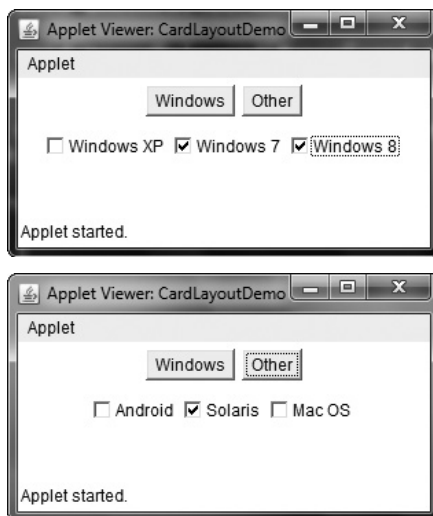 Applet Viewer: CardLayoutDemo
Applet
Windows Other
Windows XP Windows 7 Windows 8
Applet started.
Applet Viewer: CardLayoutDemo
Applet
Windows Other
Android Solaris Mac OS
Applet started.